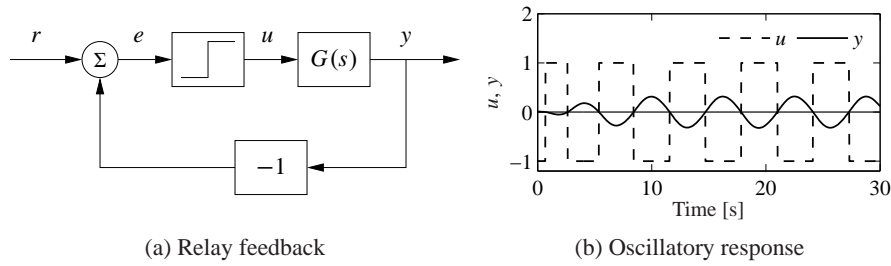 r
Σ
e
u
G(s)
y
−1
(a) Relay feedback
2
1
0
−1
u, y
u
y
0
10
20
30
Time [s]
(b) Oscillatory response